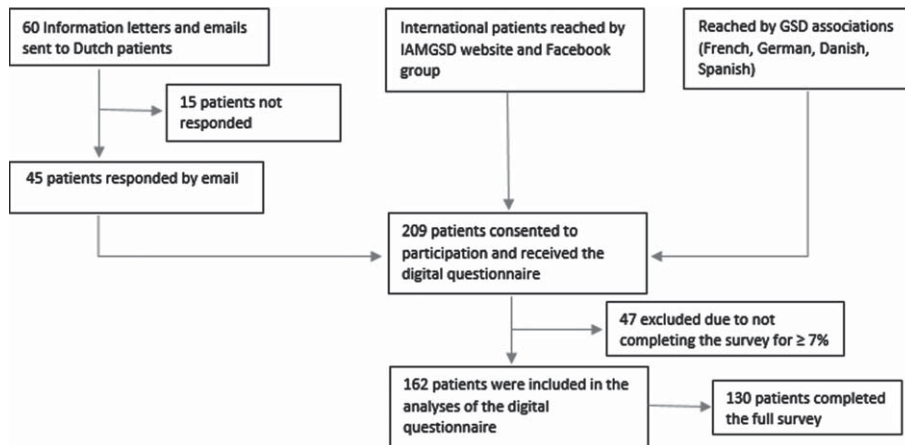 60 Information letters and emails
sent to Dutch patients
International patients reached by
IAMGSD website and Facebook
group
Reached by GSD associations
(French, German, Danish,
Spanish)
15 patients not
responded
45 patients responded by email
209 patients consented to
participation and received the
digital questionnaire
47 excluded due to not
completing the survey for ≥ 7%
162 patients were included in the
analyses of the digital
questionnaire
130 patients completed
the full survey